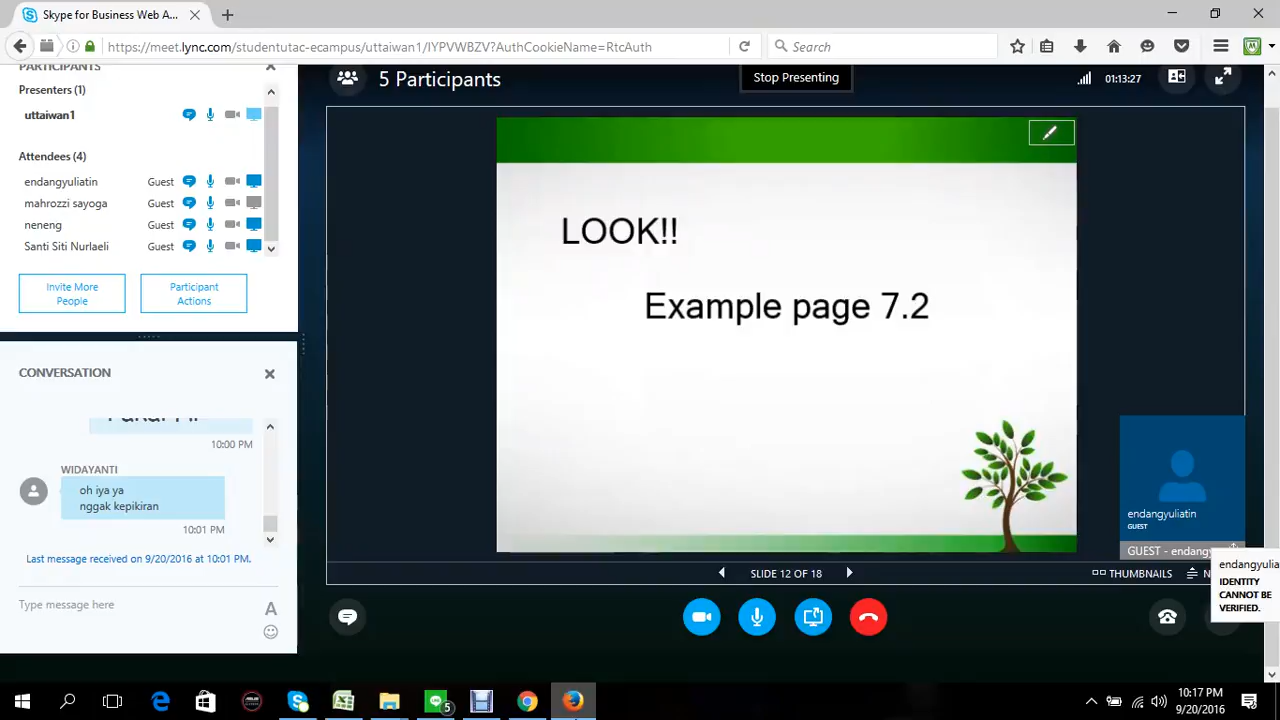 Skype for Business Web A...
https://meet.lync.com/studentutac-ecampus/uttaiwan1/IYPVWBZV?AuthCookieName=RtcAuth
Search
PARTICIPANTS
Presenters (1)
uttaiwan1
Attendees (4)
endangyuliatin Guest
mahrozzi sayoga Guest
neneng Guest
Santi Siti Nurlaeli Guest
Invite More People
Participant Actions
CONVERSATION
10:00 PM
WIDAYANTI
oh iya ya
nggak kepikiran
10:01 PM
Last message received on 9/20/2016 at 10:01 PM.
Type message here
A
5 Participants
Stop Presenting
01:13:27
LOOK!!
Example page 7.2
endangyuliatin
GUEST
GUEST - endang
endangyulia
IDENTITY
CANNOT BE
VERIFIED.
SLIDE 12 OF 18
THUMBNAILS
N
5
10:17 PM
9/20/2016